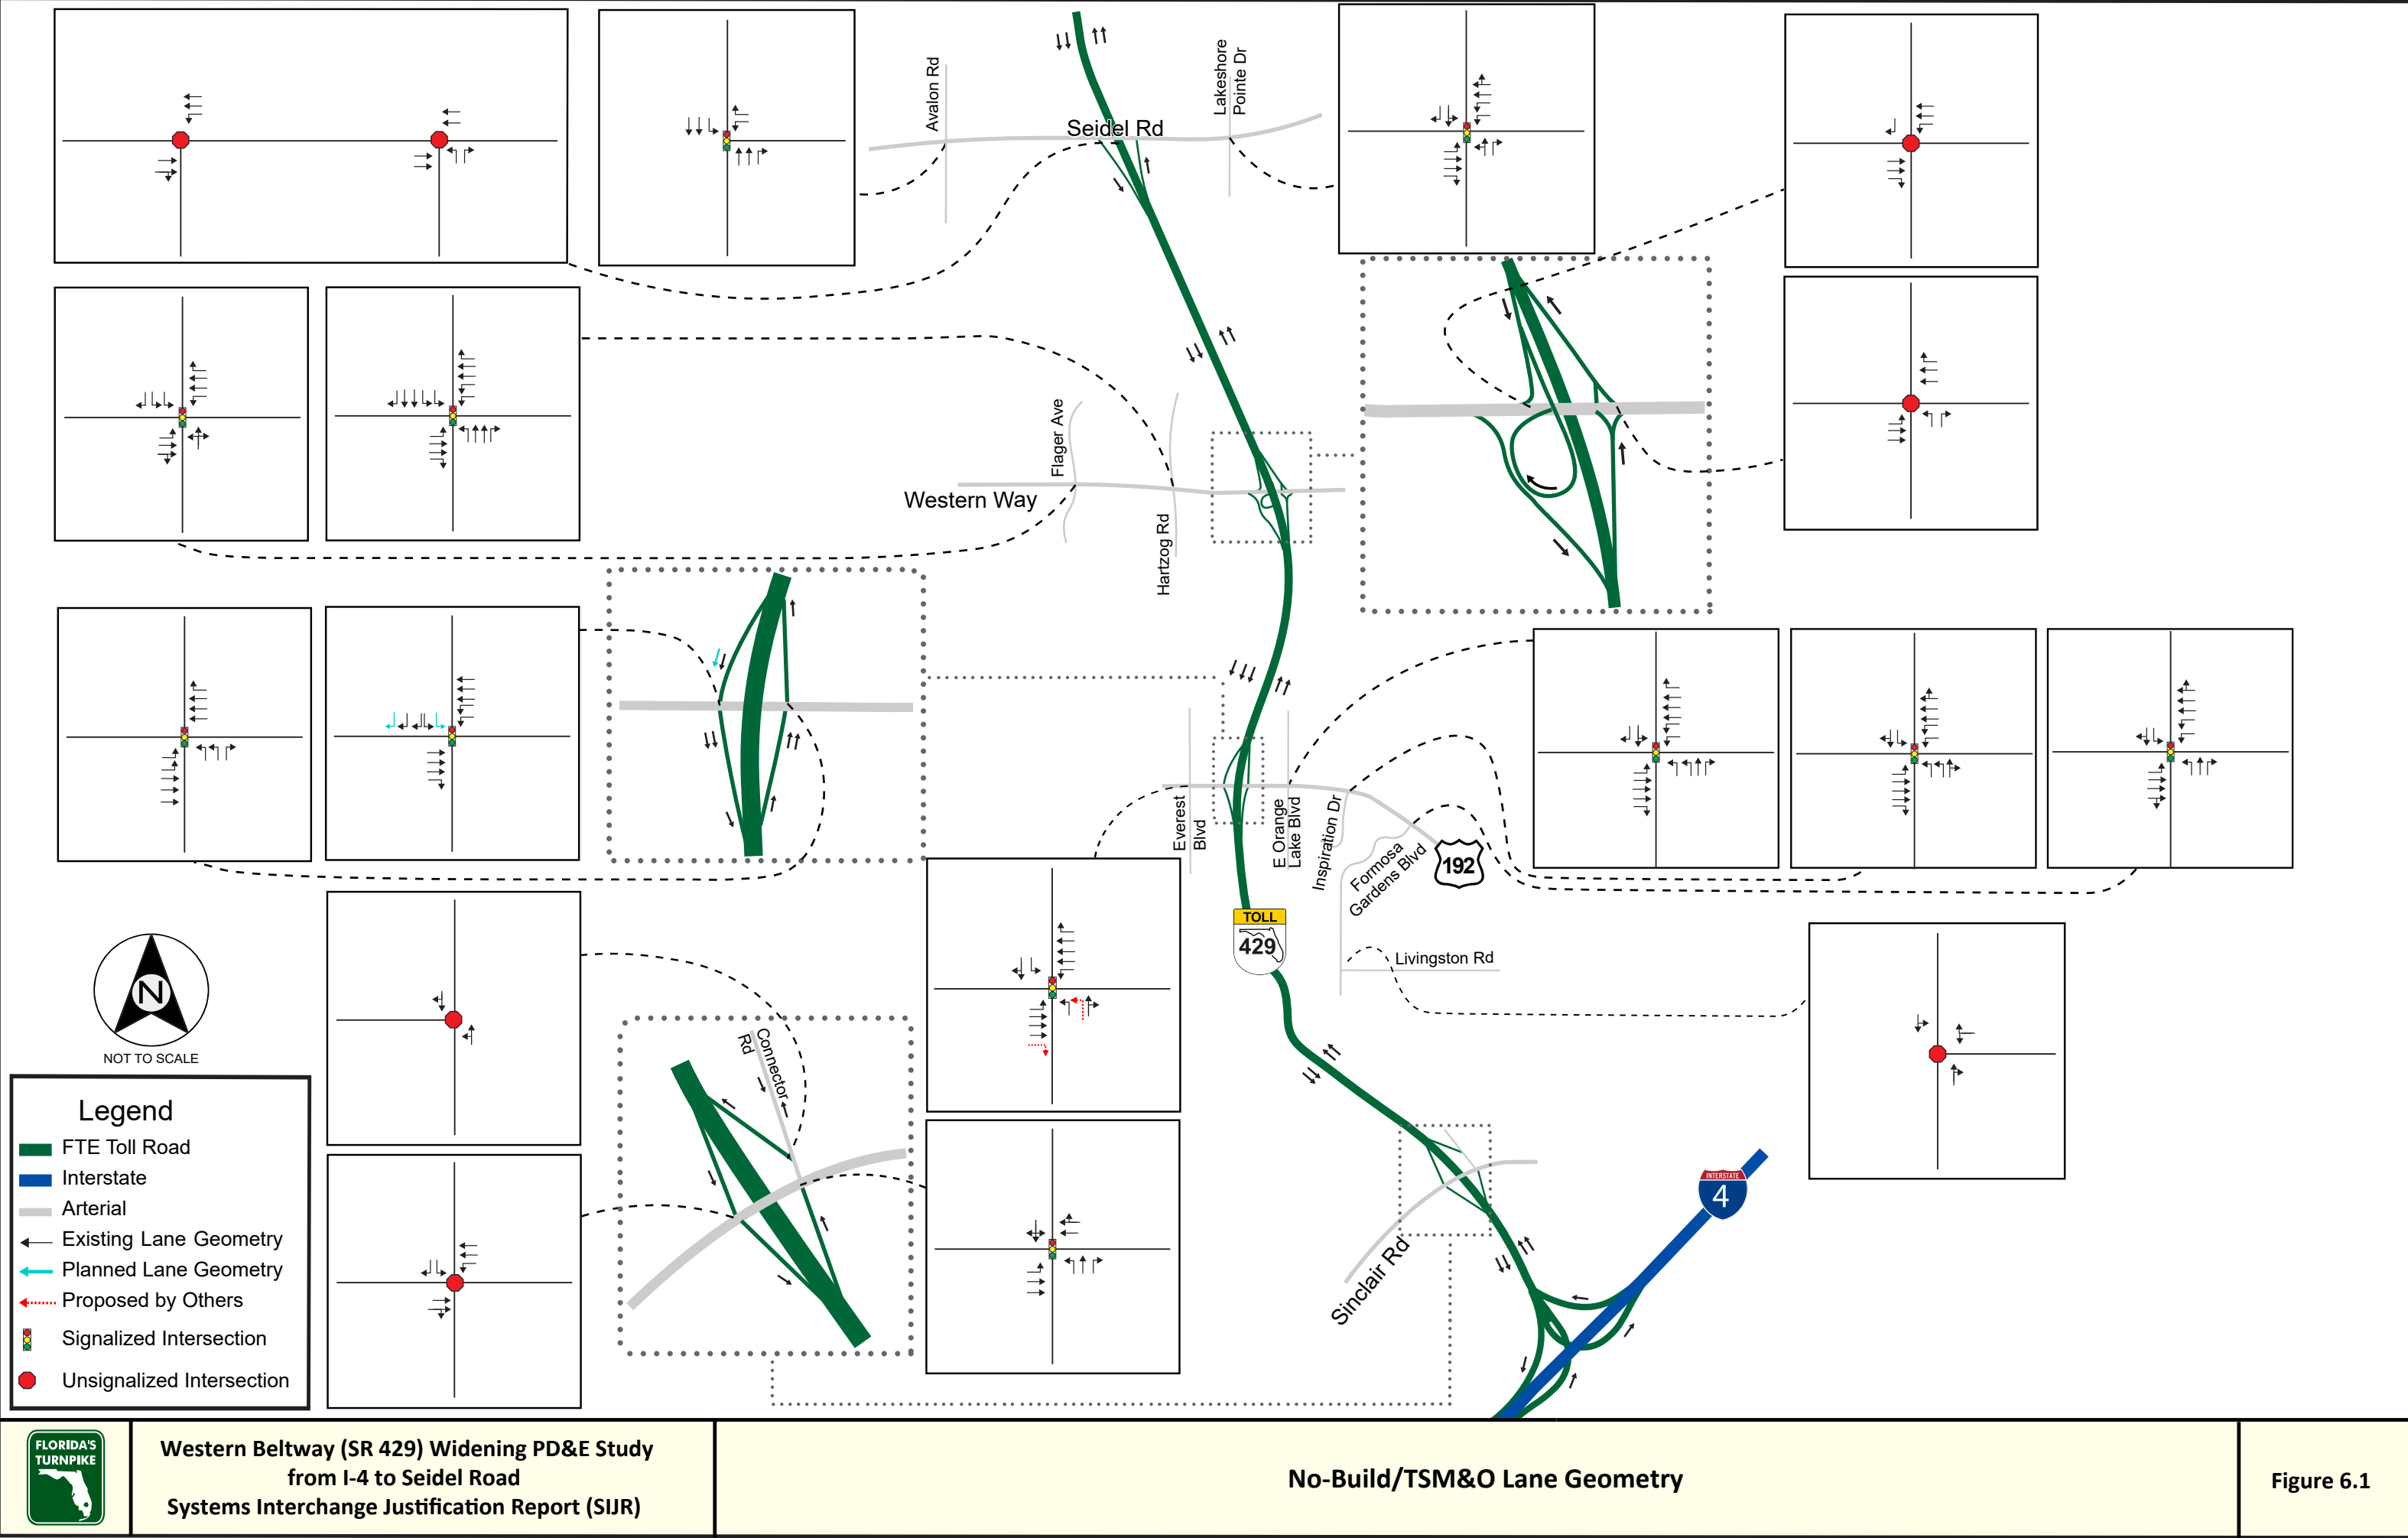 Avalon Rd
Seidel Rd
Lakeshore
Pointe Dr
Flager Ave
Western Way
Hartzog Rd
Everest
Blvd
E Orange
Lake Blvd
Inspiration Dr
Formosa
Gardens Blvd
192
TOLL
429
Livingston Rd
Connector
Rd
Sinclair Rd
INTERSTATE
4
N
NOT TO SCALE
Legend
FTE Toll Road
Interstate
Arterial
Existing Lane Geometry
Planned Lane Geometry
Proposed by Others
Signalized Intersection
Unsignalized Intersection
FLORIDA'S
TURNPIKE
Western Beltway (SR 429) Widening PD&E Study
from I-4 to Seidel Road
Systems Interchange Justification Report (SIJR)
No-Build/TSM&O Lane Geometry
Figure 6.1